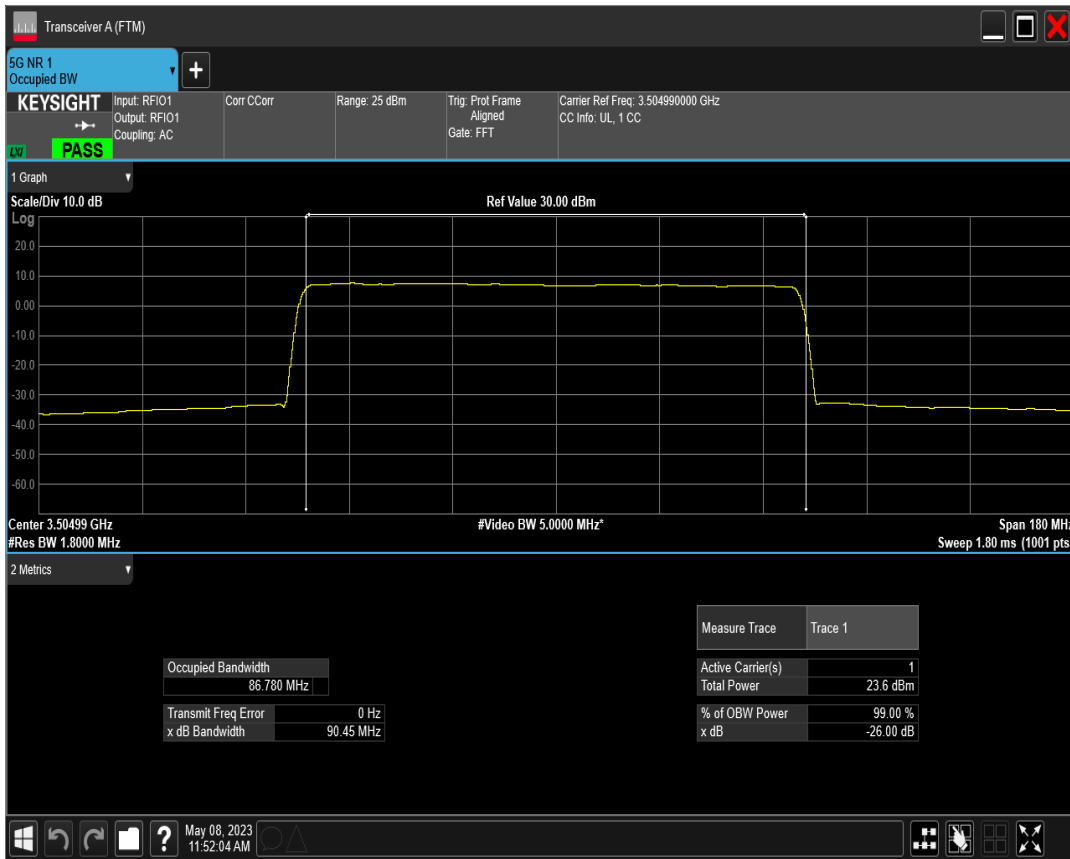 Transceiver A (FTM)
5G NR 1
Occupied BW
+
KEYSIGHT
LXI
PASS
Input: RFIO1
Output: RFIO1
Coupling: AC
Corr CCorr
Range: 25 dBm
Trig: Prot Frame
Aligned
Gate: FFT
Carrier Ref Freq: 3.504990000 GHz
CC Info: UL, 1 CC
1 Graph
Scale/Div 10.0 dB
Ref Value 30.00 dBm
Log
20.0
10.0
0.00
-10.0
-20.0
-30.0
-40.0
-50.0
-60.0
Center 3.50499 GHz
#Video BW 5.0000 MHz*
Span 180 MHz
#Res BW 1.8000 MHz
Sweep 1.80 ms (1001 pts
2 Metrics
Measure Trace Trace 1
Occupied Bandwidth
86.780 MHz
Active Carrier(s) 1
Total Power 23.6 dBm
Transmit Freq Error 0 Hz
x dB Bandwidth 90.45 MHz
% of OBW Power 99.00 %
x dB -26.00 dB
?
May 08, 2023
11:52:04 AM